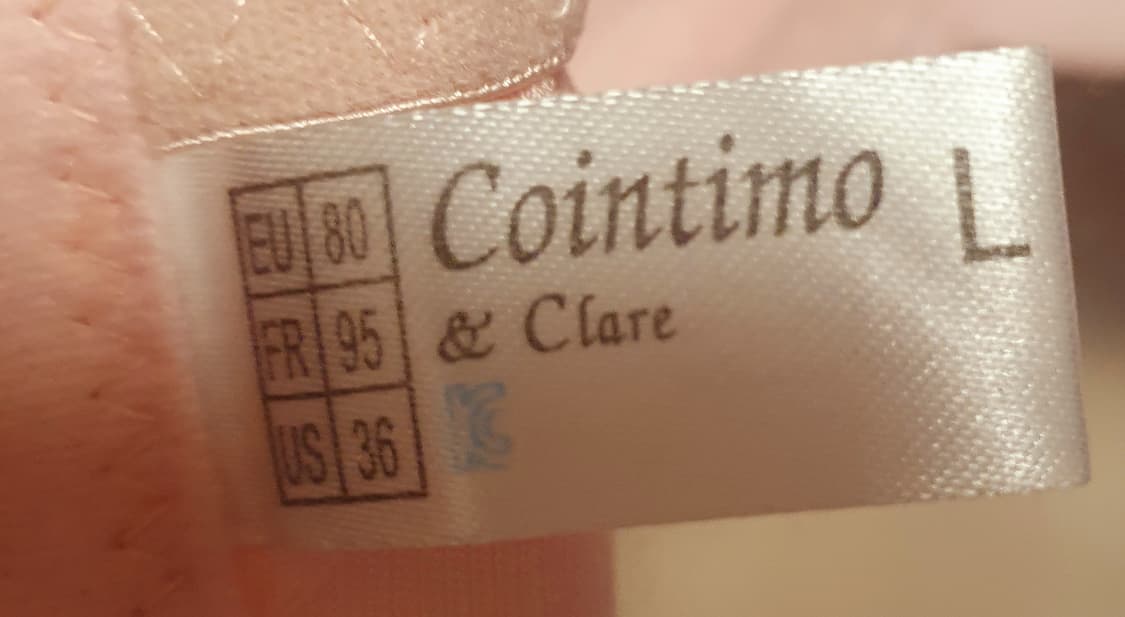 EU 80
FR 95
US 36
Cointimo
& Clare
L